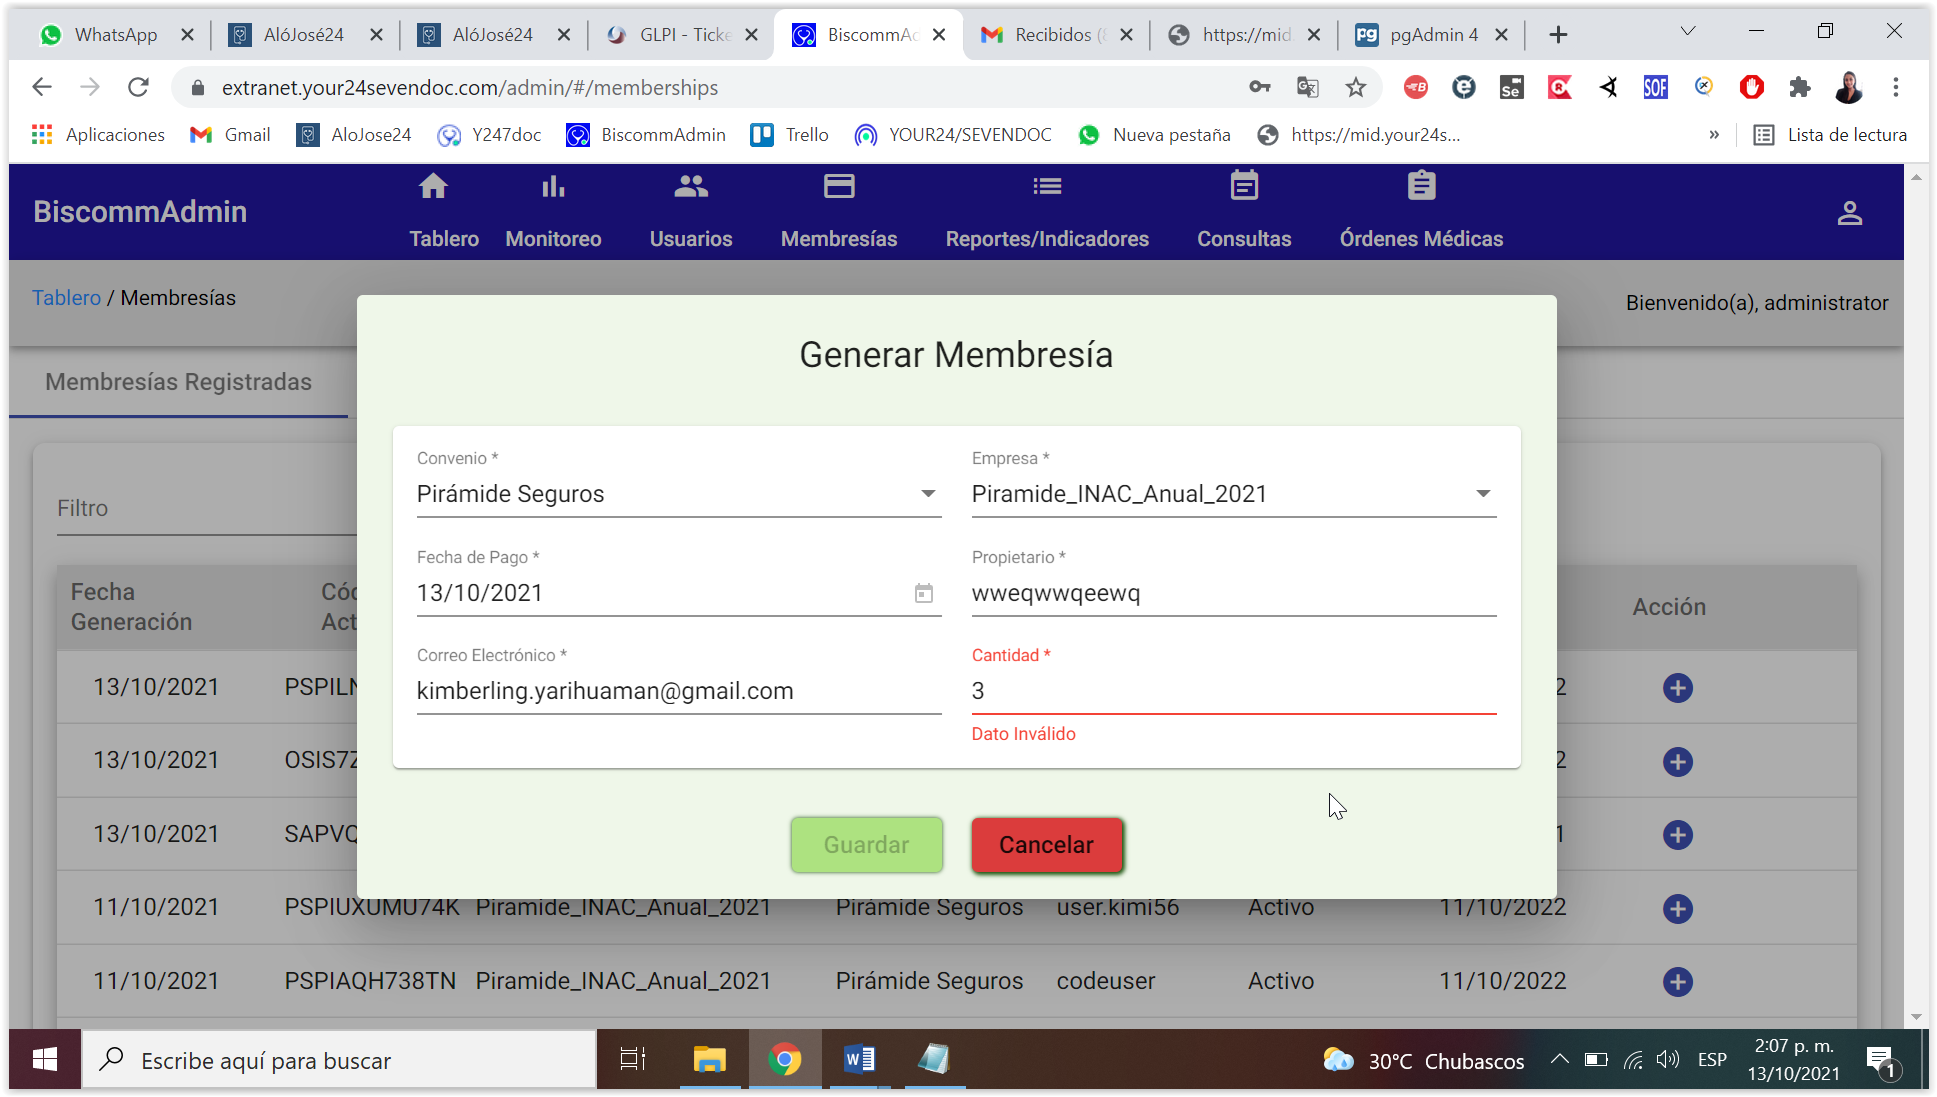 WhatsApp
AlóJosé24
AlóJosé24
GLPI - Ticke
BiscommAd
Recibidos (8
https://mid.
pgAdmin 4
extranet.your24sevendoc.com/admin/#/memberships
Aplicaciones
Gmail
AloJose24
Y247doc
BiscommAdmin
Trello
YOUR24/SEVENDOC
Nueva pestaña
https://mid.your24s...
»
Lista de lectura
BiscommAdmin
Tablero
Monitoreo
Usuarios
Membresías
Reportes/Indicadores
Consultas
Órdenes Médicas
Tablero / Membresías
Bienvenido(a), administrator
Membresías Registradas
Generar Membresía
Filtro
Convenio *
Pirámide Seguros
Empresa *
Piramide_INAC_Anual_2021
Fecha de Pago *
13/10/2021
Propietario *
wweqwwqeewq
Correo Electrónico *
kimberling.yarihuaman@gmail.com
Cantidad *
3
Dato Inválido
Guardar
Cancelar
Fecha
Generación
Cóc
Act
Acción
13/10/2021 PSPILN 2
13/10/2021 OSIS7Z 2
13/10/2021 SAPVQ 1
11/10/2021 PSPIUXUMU74K Piramide_INAC_Anual_2021 Pirámide Seguros user.kimi56 Activo 11/10/2022
11/10/2021 PSPIAQH738TN Piramide_INAC_Anual_2021 Pirámide Seguros codeuser Activo 11/10/2022
Escribe aquí para buscar
30°C Chubascos
ESP
2:07 p. m.
13/10/2021
1